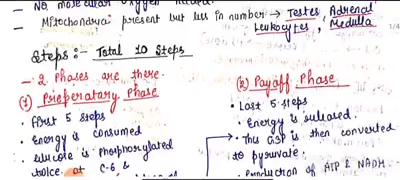 - No molecular oxygen
- Mitochondria present but less in number → Testes, Adrenal
Leukocytes, Medulla
Steps:- Total 10 Steps
- 2 Phases are there
(1) Preperatary Phase
• First 5 steps
• Energy is consumed
• Glucose is phosphorylated
twice at C-6 &
(2) Payoff Phase
• Last 5 steps
• Energy is released.
• This G3P is then converted
to pyruvate.
• Production of ATP & NADH